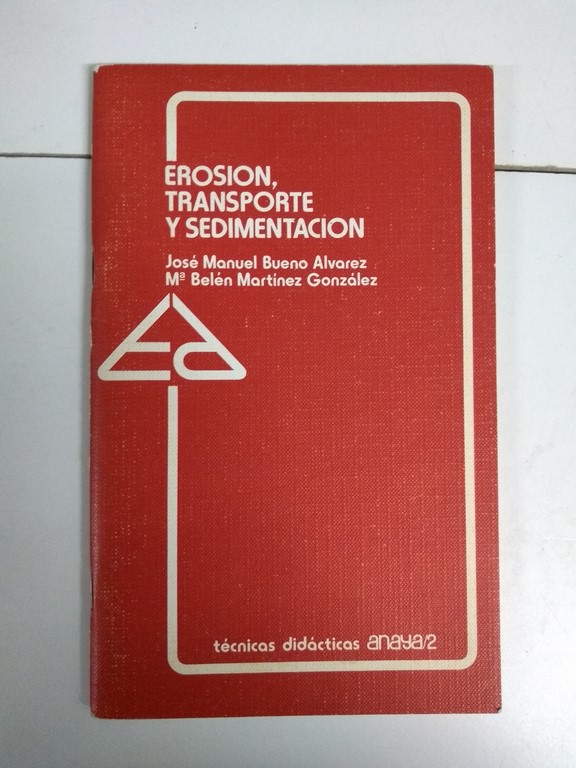 EROSION,
TRANSPORTE
Y SEDIMENTACION
José Manuel Bueno Alvarez
Mª Belén Martínez González
técnicas didácticas anaya/2